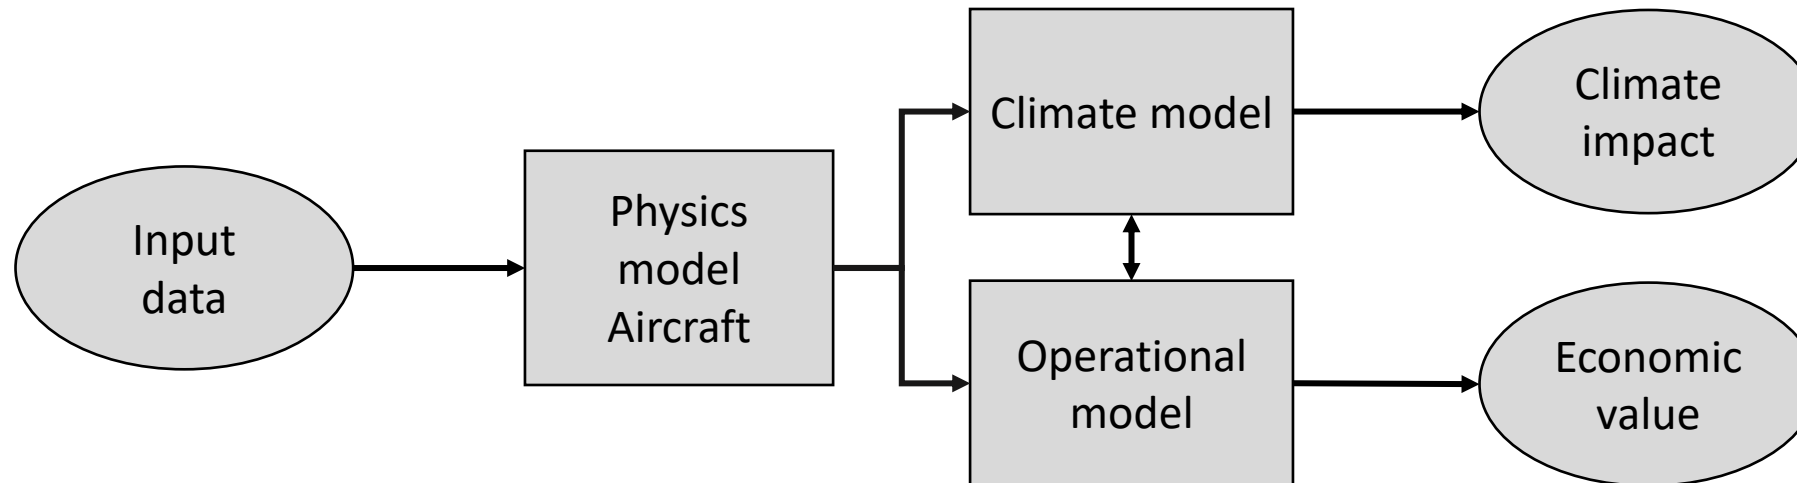 Input
data
Physics
model
Aircraft
Climate model
Operational
model
Climate
impact
Economic
value